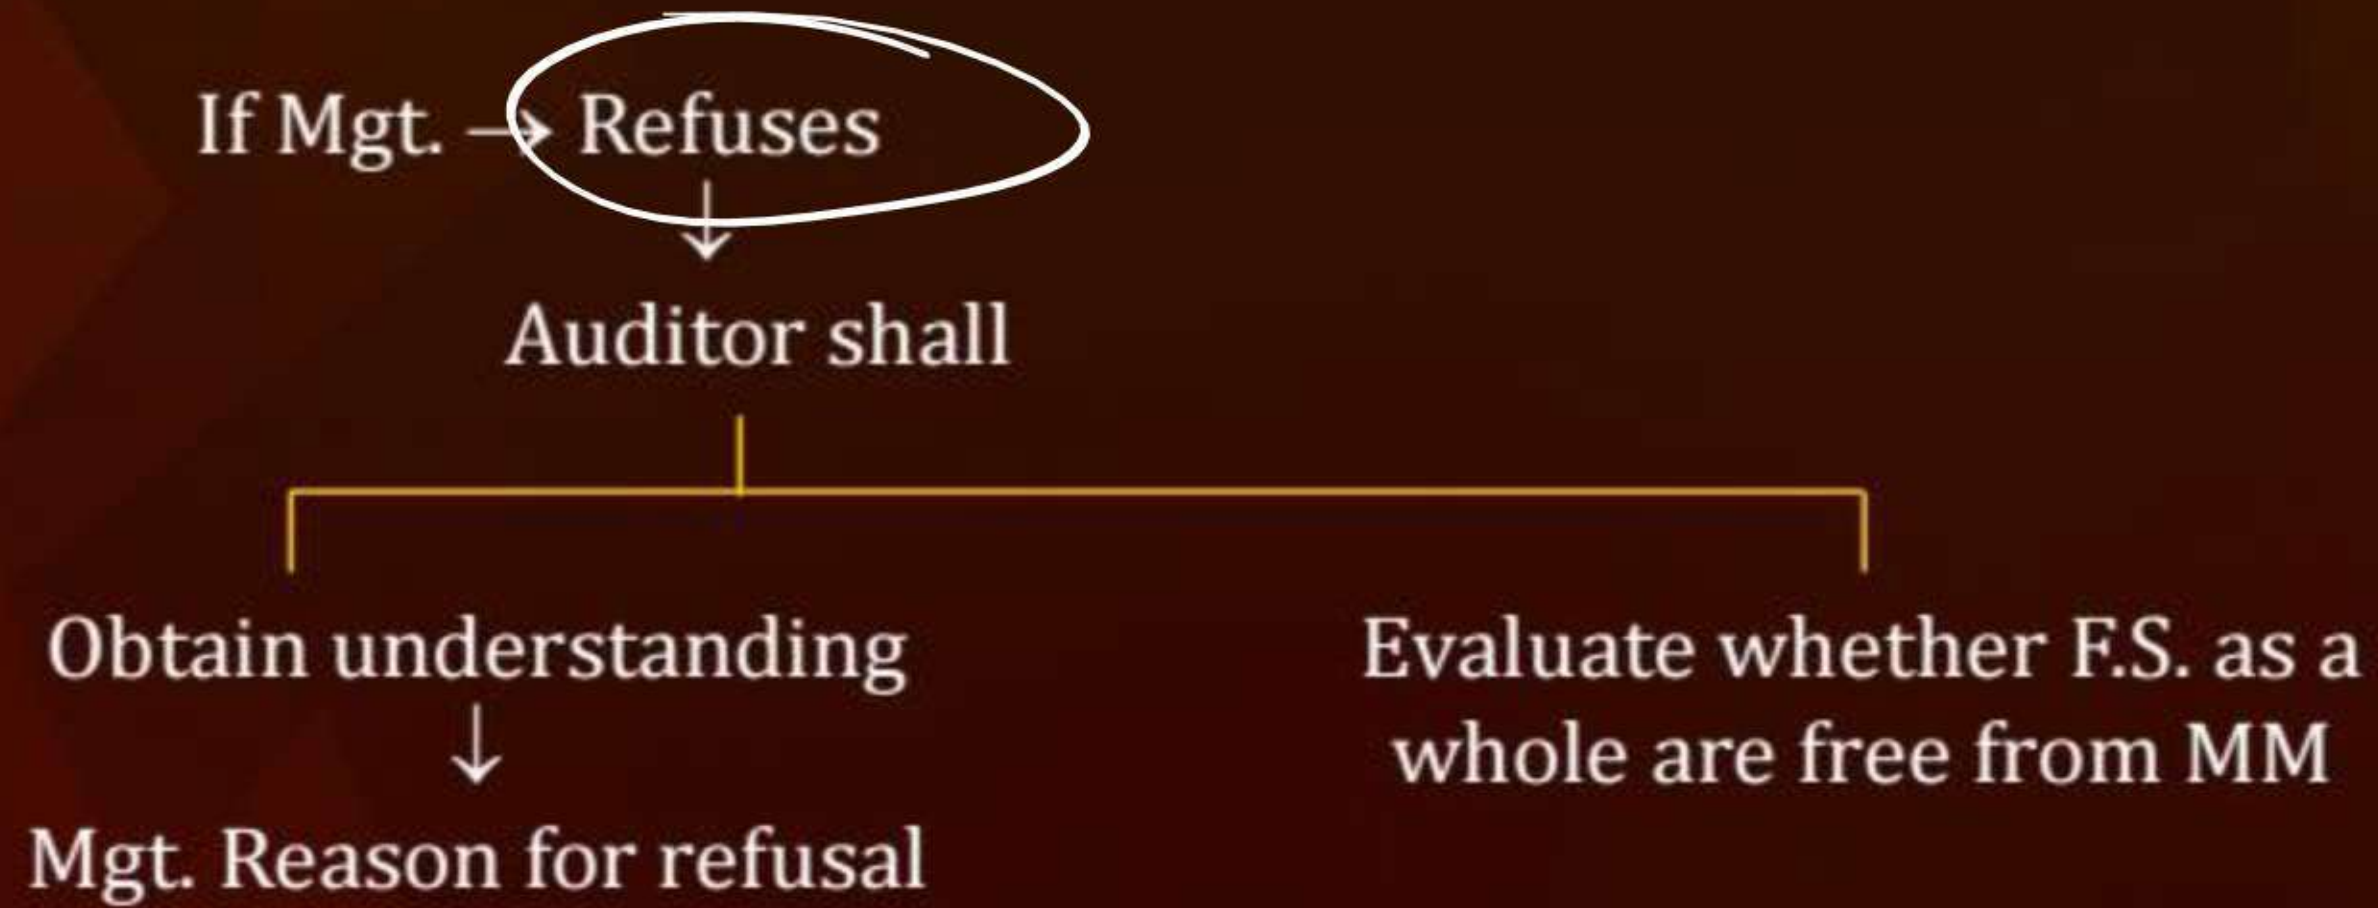 If Mgt. → Refuses
↓
Auditor shall
Obtain understanding
↓
Mgt. Reason for refusal
Evaluate whether F.S. as a
whole are free from MM